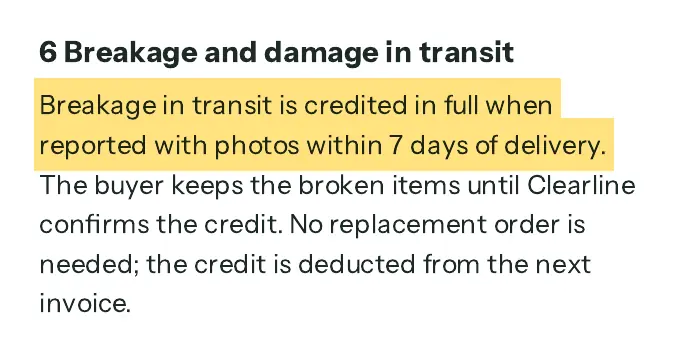 6 Breakage and damage in transit
Breakage in transit is credited in full when
reported with photos within 7 days of delivery.
The buyer keeps the broken items until Clearline
confirms the credit. No replacement order is
needed; the credit is deducted from the next
invoice.